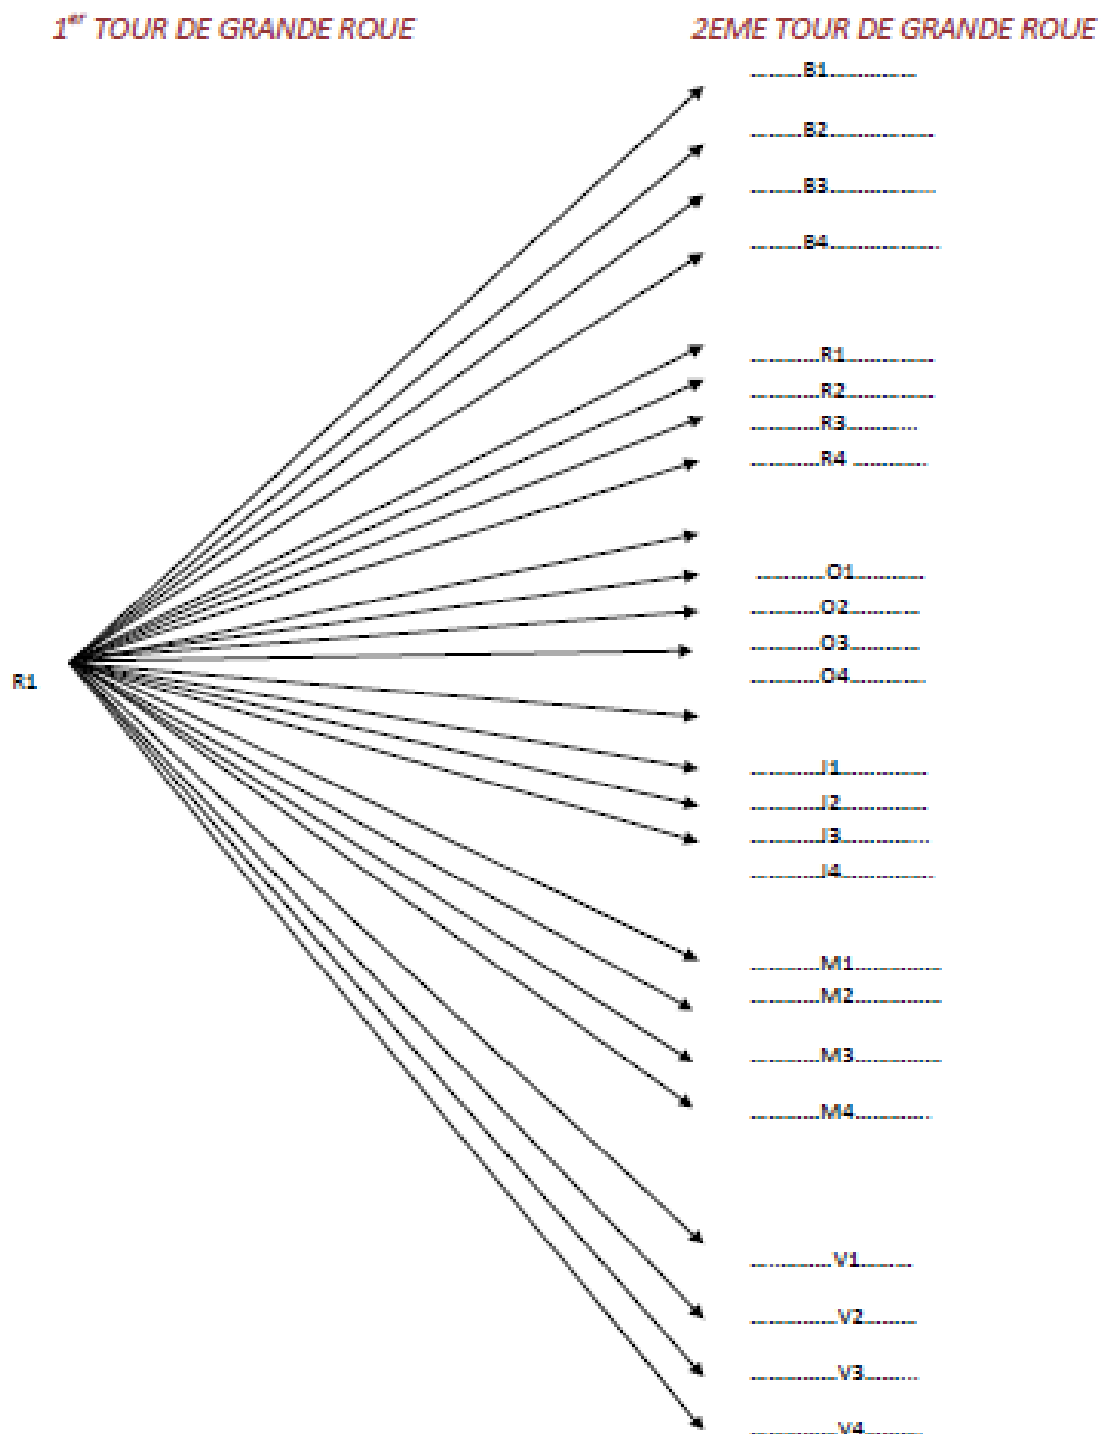 1er TOUR DE GRANDE ROUE
2EME TOUR DE GRANDE ROUE
..........B1..................
..........B2......................
..........B3......................
..........B4.......................
.............R1...................
.............R2...................
.............R3...............
.............R4 ................
.............O1...............
.............O2...............
.............O3...............
.............O4................
R1
.............J1..................
.............J2..................
.............J3..................
.............J4...................
.............M1..................
.............M2..................
.............M3..................
.............M4................
...............V1...........
................V2...........
................V3...........
................V4............